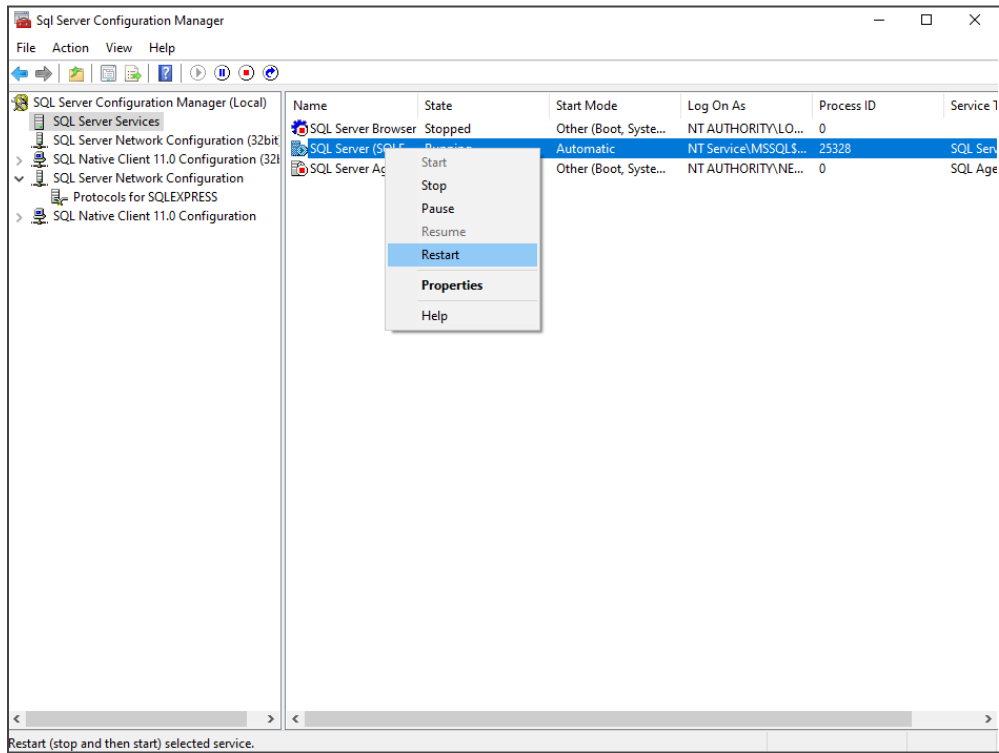 Sql Server Configuration Manager
File Action View Help
SQL Server Configuration Manager (Local)
SQL Server Services
SQL Server Network Configuration (32bit
SQL Native Client 11.0 Configuration (32
SQL Server Network Configuration
Protocols for SQLEXPRESS
SQL Native Client 11.0 Configuration
Name State Start Mode Log On As Process ID Service
SQL Server Browser Stopped Other (Boot, Syste... NT AUTHORITY\LO... 0
SQL Server Running Automatic NT Service\MSSQL$... 25328 SQL Serv
SQL Server Ag Other (Boot, Syste... NT AUTHORITY\NE... 0 SQL Age
Start
Stop
Pause
Resume
Restart
Properties
Help
Restart (stop and then start) selected service.